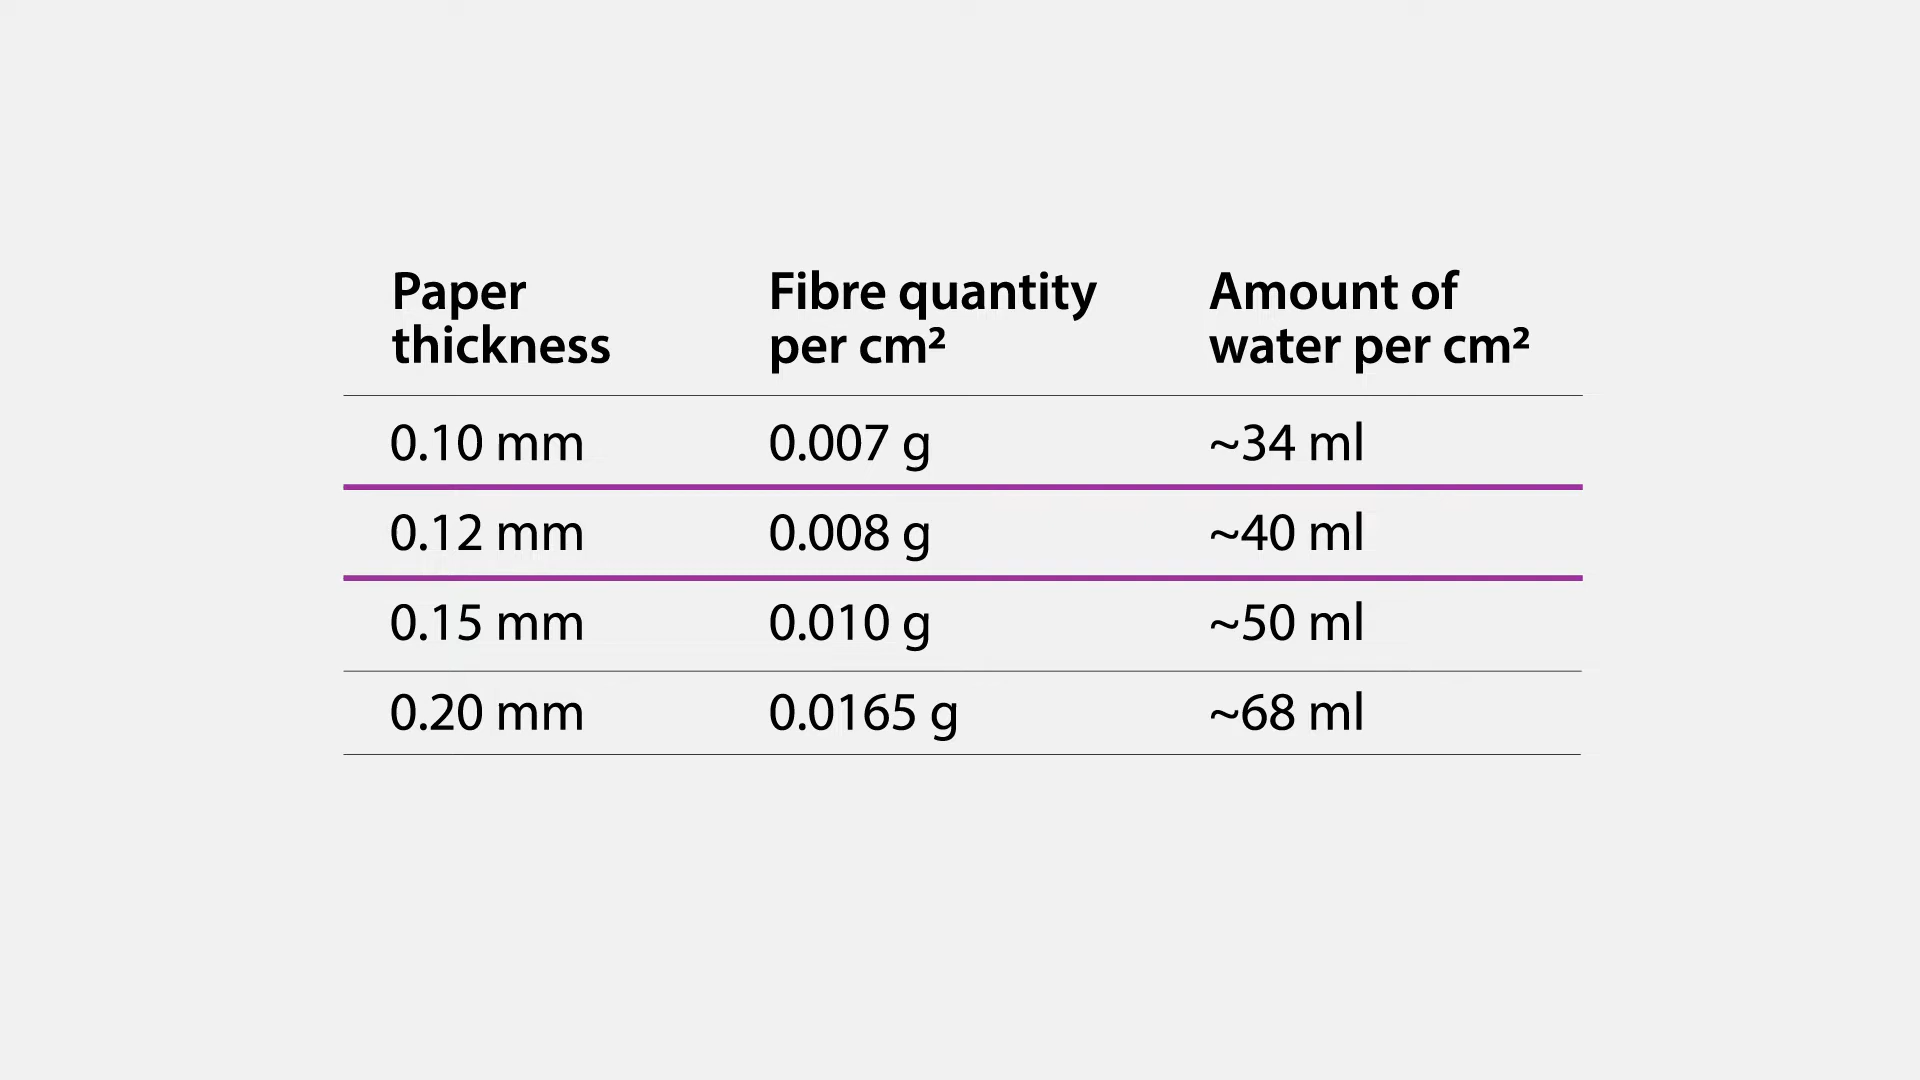 Paper thickness
Fibre quantity per cm²
Amount of water per cm²
0.10 mm 0.007 g ~34 ml
0.12 mm 0.008 g ~40 ml
0.15 mm 0.010 g ~50 ml
0.20 mm 0.0165 g ~68 ml